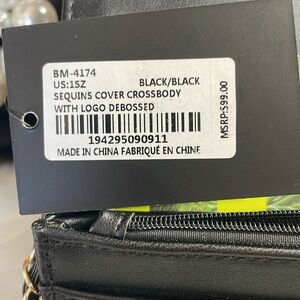 BM-4174
US:1SZ BLACK/BLACK
SEQUINS COVER CROSSBODY
WITH LOGO DEBOSSED
194295090911
MADE IN CHINA FABRIQUÉ EN CHINE
MSRP:$99.00